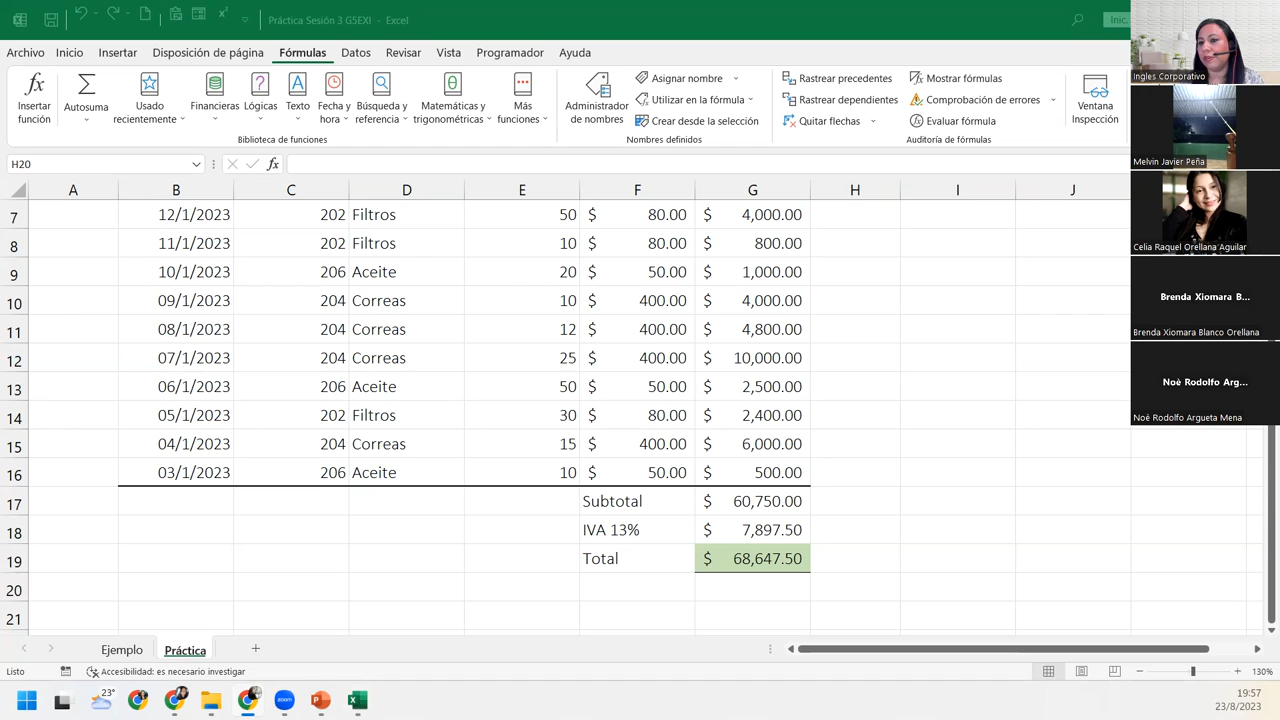 Práctica Sesión 3 G5EXI - Excel
Inic
Archivo Inicio Disposición de página Fórmulas Datos Revisar Vista Ayuda
Insertar función
Autosuma
Usado recientemente
Financieras
Lógicas
Texto
Fecha y hora
Búsqueda y referencia
Matemáticas y trigonométricas
Más funciones
Biblioteca de funciones
Administrador de nombres
Asignar nombre
Utilizar en la fórmula
Crear desde la selección
Nombres definidos
Rastrear precedentes
Rastrear dependientes
Quitar flechas
Mostrar fórmulas
Comprobación de errores
Evaluar fórmula
Auditoría de fórmulas
Ventana Inspección
H20
fx
A B C D E F G H I J
7 12/1/2023 202 Filtros 50 $ 80.00 $ 4,000.00
8 11/1/2023 202 Filtros 10 $ 80.00 $ 800.00
9 10/1/2023 206 Aceite 20 $ 50.00 $ 1,000.00
10 09/1/2023 204 Correas 10 $ 400.00 $ 4,000.00
11 08/1/2023 204 Correas 12 $ 400.00 $ 4,800.00
12 07/1/2023 204 Correas 25 $ 400.00 $ 10,000.00
13 06/1/2023 206 Aceite 50 $ 50.00 $ 2,500.00
14 05/1/2023 202 Filtros 30 $ 80.00 $ 2,400.00
15 04/1/2023 204 Correas 15 $ 400.00 $ 6,000.00
16 03/1/2023 206 Aceite 10 $ 50.00 $ 500.00
17 Subtotal $ 60,750.00
18 IVA 13% $ 7,897.50
19 Total $ 68,647.50
20
21
Ingles Corporativo
Melvin Javier Peña
Celia Raquel Orellana Aguilar
Brenda Xiomara B...
Brenda Xiomara Blanco Orellana
Noè Rodolfo Arg...
Noè Rodolfo Argueta Mena
Ejemplo Práctica
Listo
Accesibilidad: es necesario investigar
130%
23°
zoom
19:57
23/8/2023